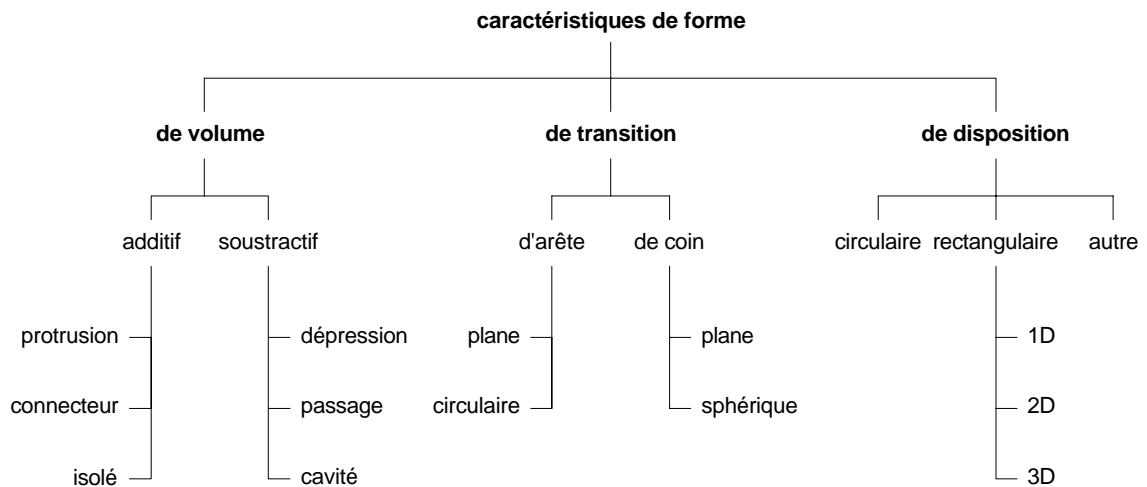 caractéristiques de forme
de volume de transition de disposition
additif soustractif d'arête de coin circulaire rectangulaire autre
protrusion dépression plane plane 1D
connecteur passage circulaire sphérique 2D
isolé cavité 3D